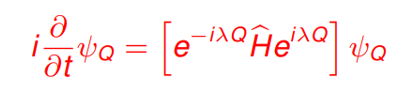 i ∂/∂t ψ_Q = [e^{-iλQ} Ĥ e^{iλQ}] ψ_Q